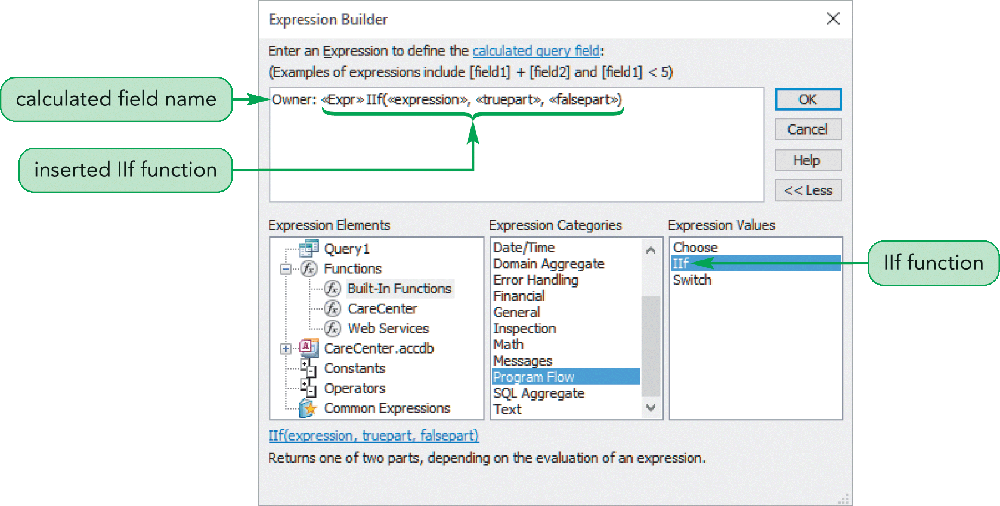 Expression Builder
Enter an Expression to define the calculated query field:
(Examples of expressions include [field1] + [field2] and [field1] < 5)
calculated field name
Owner: «Expr» IIf(«expression», «truepart», «falsepart»)
OK
Cancel
inserted IIf function
Help
<< Less
Expression Elements
Query1
Functions
Built-In Functions
CareCenter
Web Services
CareCenter.accdb
Constants
Operators
Common Expressions
Expression Categories
Date/Time
Domain Aggregate
Error Handling
Financial
General
Inspection
Math
Messages
Program Flow
SQL Aggregate
Text
Expression Values
Choose
IIf
Switch
IIf function
IIf(expression, truepart, falsepart)
Returns one of two parts, depending on the evaluation of an expression.